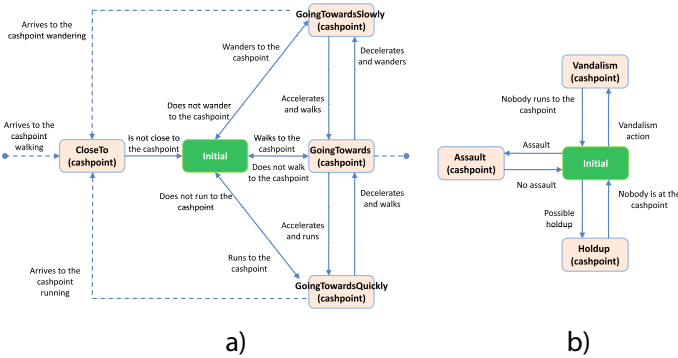 Arrives to the
cashpoint wandering
GoingTowardsSlowly
(cashpoint)
Wanders to the
cashpoint
Decelerates
and wanders
Does not wander
to the cashpoint
Accelerates
and walks
Arrives to the
cashpoint
walking
CloseTo
(cashpoint)
Is not close to
the cashpoint
Initial
Walks to the
cashpoint
Does not walk
to the cashpoint
GoingTowards
(cashpoint)
Does not run to the
cashpoint
Decelerates
and walks
Accelerates
and runs
Runs to the
cashpoint
Arrives to the
cashpoint
running
GoingTowardsQuickly
(cashpoint)
a)
Vandalism
(cashpoint)
Nobody runs to the
cashpoint
Vandalism
action
Assault
Assault
(cashpoint)
Initial
No assault
Nobody is at the
cashpoint
Possible
holdup
Holdup
(cashpoint)
b)